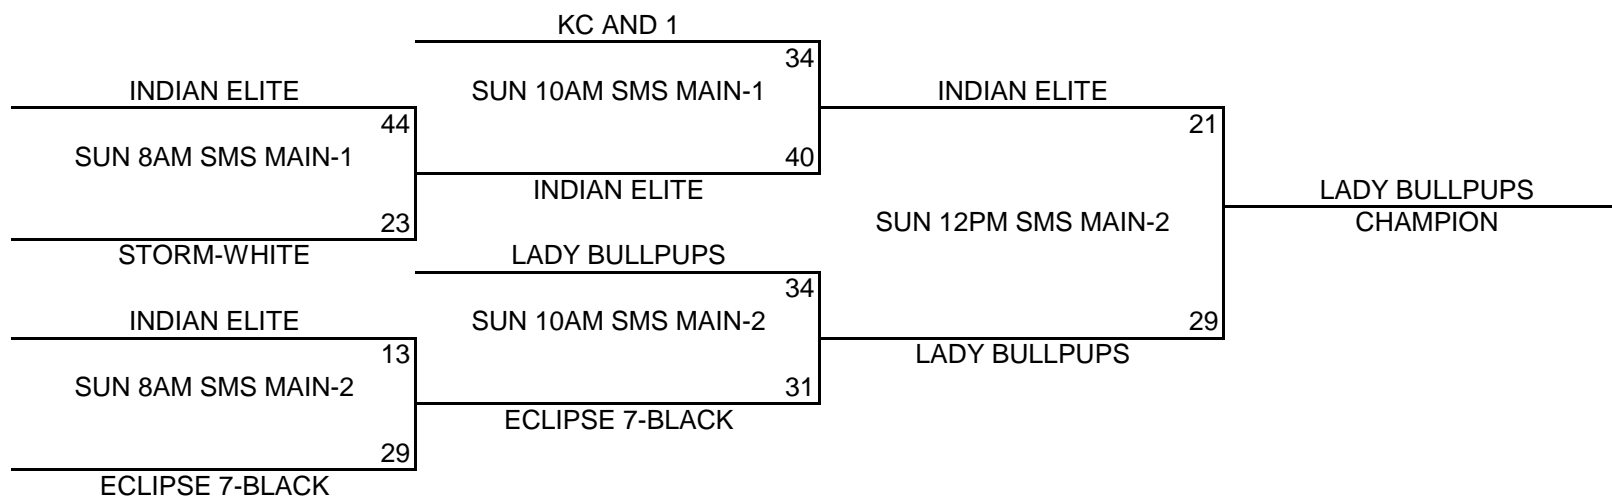 KC AND 1
34
INDIAN ELITE
SUN 10AM SMS MAIN-1
INDIAN ELITE
44
21
SUN 8AM SMS MAIN-1
40
INDIAN ELITE
LADY BULLPUPS
23
SUN 12PM SMS MAIN-2
CHAMPION
STORM-WHITE
LADY BULLPUPS
34
INDIAN ELITE
SUN 10AM SMS MAIN-2
29
13
LADY BULLPUPS
SUN 8AM SMS MAIN-2
31
ECLIPSE 7-BLACK
29
ECLIPSE 7-BLACK